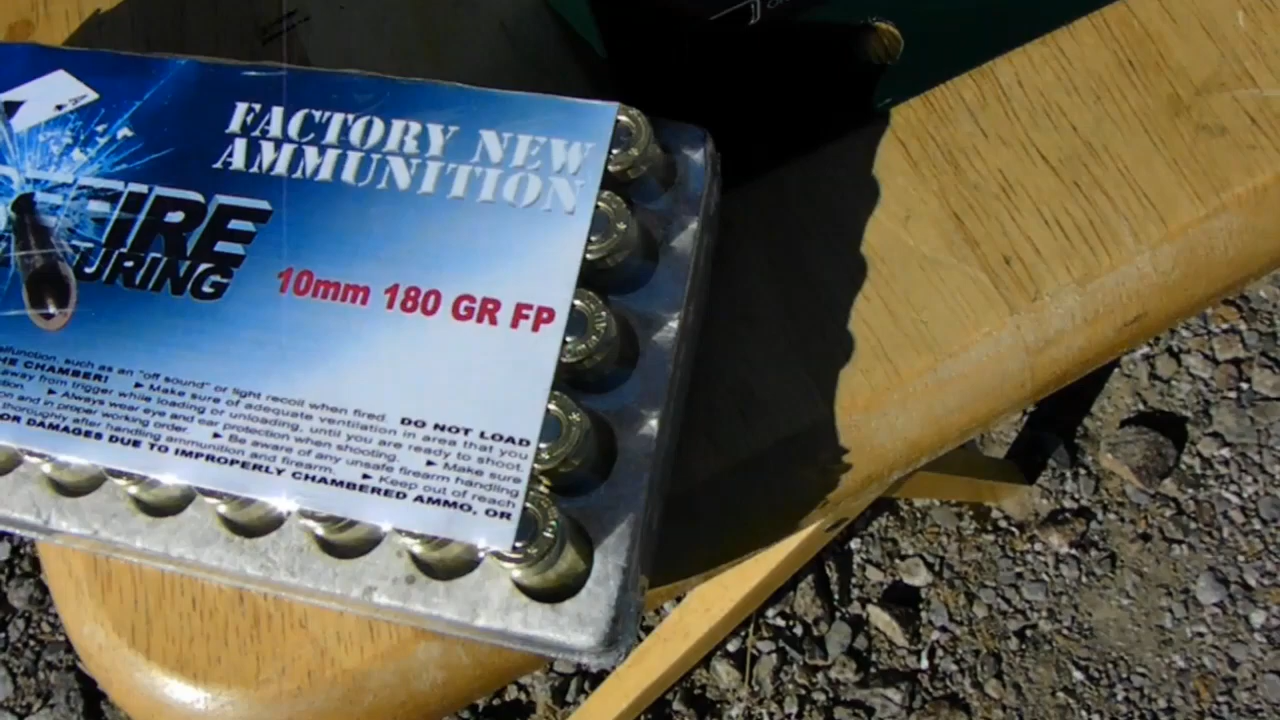 FACTORY NEW
AMMUNITION
FIRE
URING
10mm 180 GR FP
such as an "off sound" or light recoil when fired. DO NOT LOAD
THE CHAMBER! ► Make sure of adequate ventilation in area that you
away from trigger while loading or unloading, until you are ready to shoot.
► Always wear eye and ear protection when shooting. ► Make sure
and in proper working order. ► Be aware of any unsafe firearm handling
thoroughly after handling ammunition and firearm. ► Keep out of reach
OR DAMAGES DUE TO IMPROPERLY CHAMBERED AMMO, OR